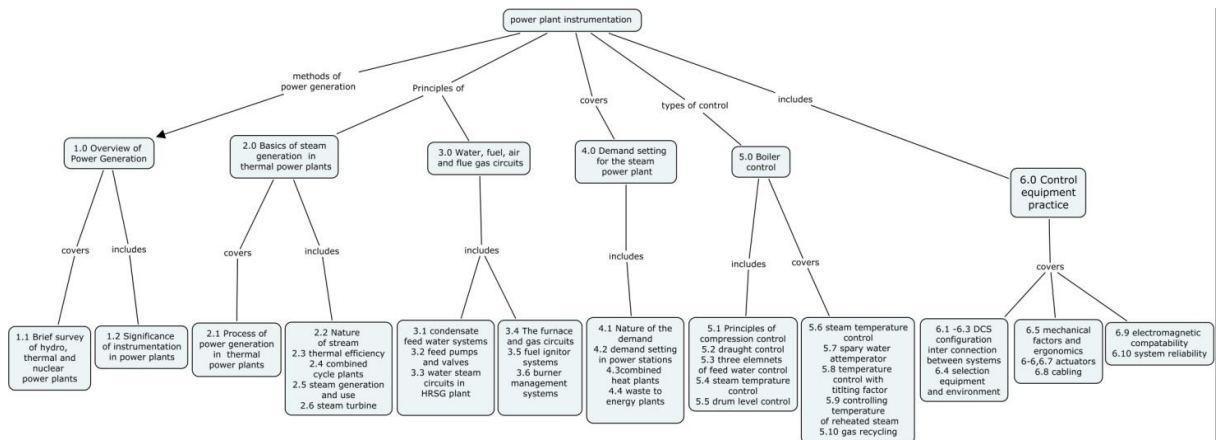 power plant instrumentation
methods of
power generation
Principles of
covers
types of control
includes
1.0 Overview of
Power Generation
2.0 Basics of steam
generation in
thermal power plants
3.0 Water, fuel, air
and flue gas circuits
4.0 Demand setting
for the steam
power plant
5.0 Boiler
control
6.0 Control
equipment
practice
covers
includes
covers
includes
includes
includes
includes
covers
covers
1.1 Brief survey
of hydro,
thermal and
nuclear
power plants
1.2 Significance
of instrumentation
in power plants
2.1 Process of
power generation
in thermal
power plants
2.2 Nature
of stream
2.3 thermal efficiency
2.4 combined
cycle plants
2.5 steam generation
and use
2.6 steam turbine
3.1 condensate
feed water systems
3.2 feed pumps
and valves
3.3 water steam
circuits in
HRSG plant
3.4 The furnace
and gas circuits
3.5 fuel ignitor
systems
3.6 burner
management
systems
4.1 Nature of the
demand
4.2 demand setting
in power stations
4.3combined
heat plants
4.4 waste to
energy plants
5.1 Principles of
compression control
5.2 draught control
5.3 three elemnets
of feed water control
5.4 steam temprature
control
5.5 drum level control
5.6 steam temperature
control
5.7 spary water
attemperator
5.8 temperature
control with
tiltling factor
5.9 controlling
temperature
of reheated steam
5.10 gas recycling
6.1 -6.3 DCS
configuration
inter connection
between systems
6.4 selection
equipment
and environment
6.5 mechanical
factors and
ergonomics
6-6,6.7 actuators
6.8 cabling
6.9 electromagnetic
compatability
6.10 system reliability